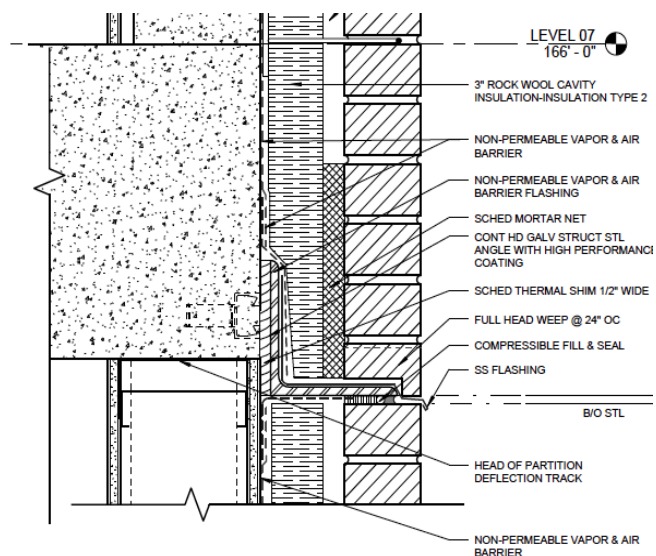 LEVEL 07
166' - 0"
3" ROCK WOOL CAVITY
INSULATION-INSULATION TYPE 2
NON-PERMEABLE VAPOR & AIR
BARRIER
NON-PERMEABLE VAPOR & AIR
BARRIER FLASHING
SCHED MORTAR NET
CONT HD GALV STRUCT STL
ANGLE WITH HIGH PERFORMANCE
COATING
SCHED THERMAL SHIM 1/2" WIDE
FULL HEAD WEEP @ 24" OC
COMPRESSIBLE FILL & SEAL
SS FLASHING
B/O STL
HEAD OF PARTITION
DEFLECTION TRACK
NON-PERMEABLE VAPOR & AIR
BARRIER